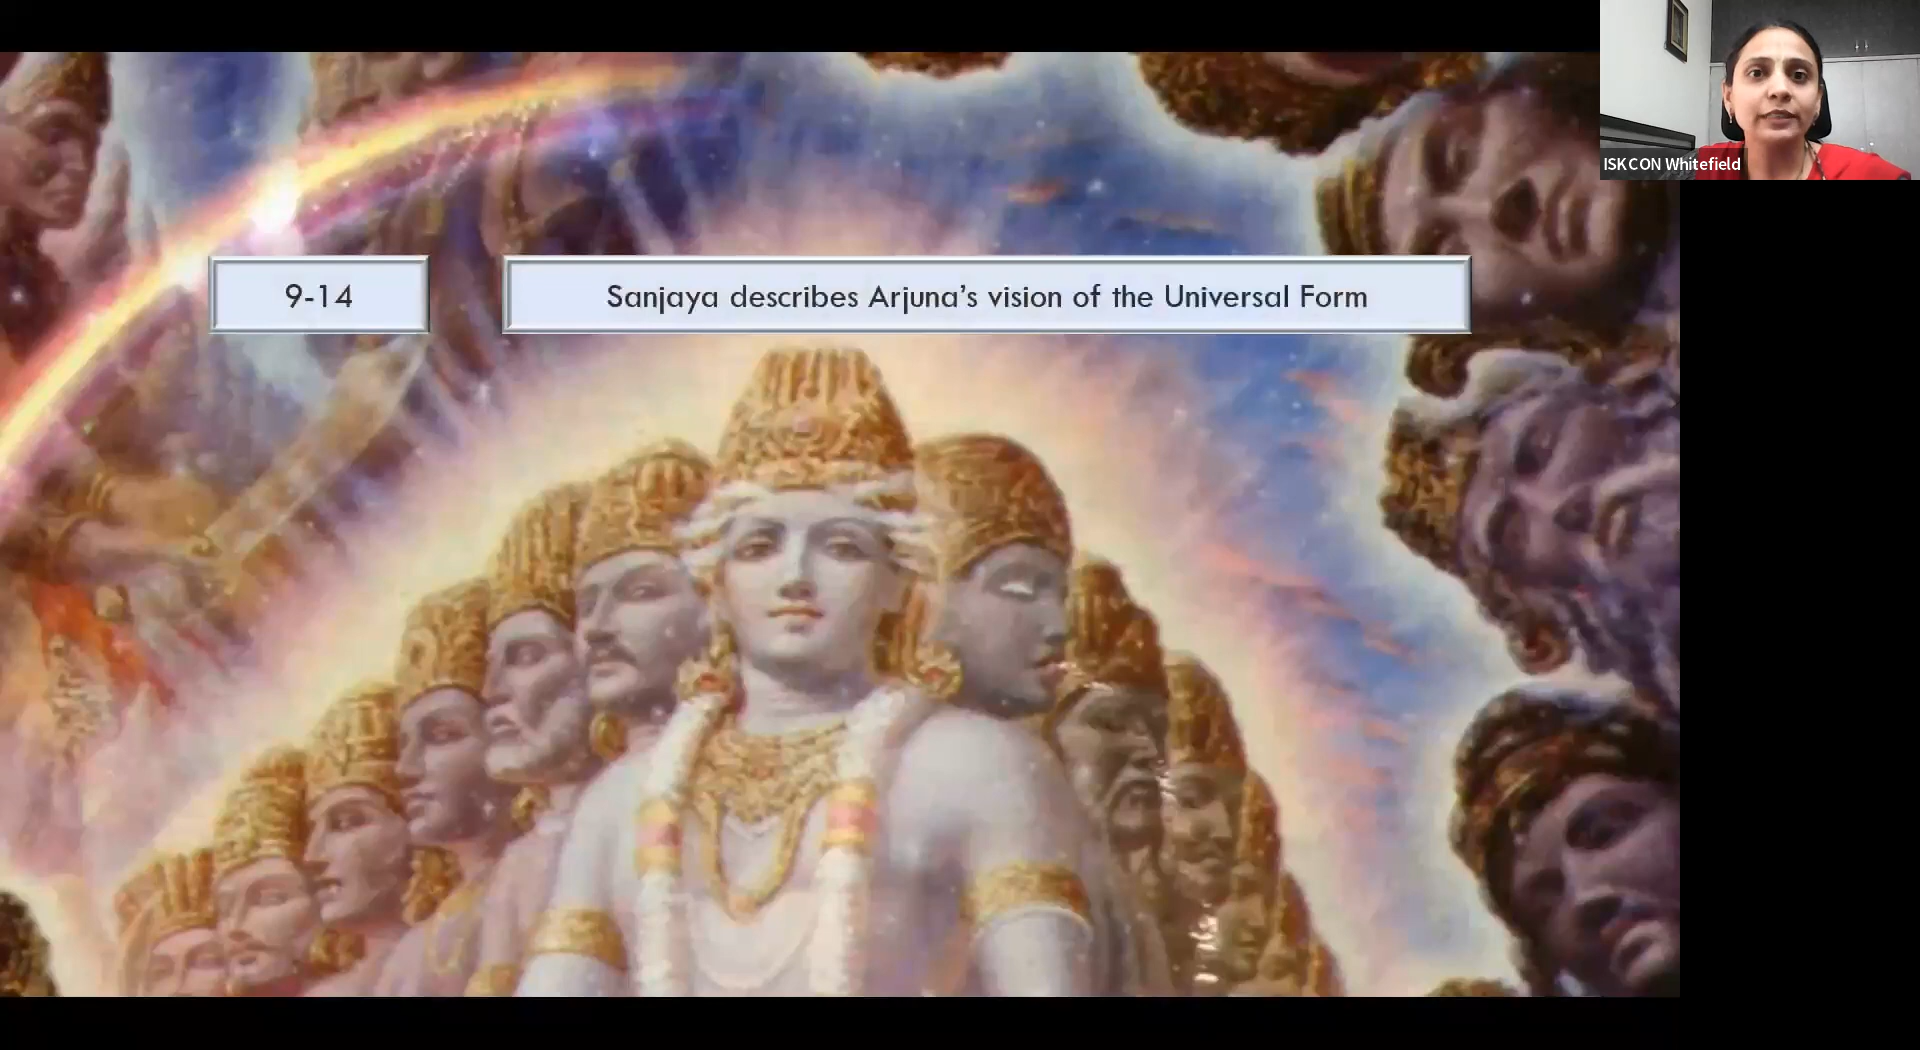 ISKCON Whitefield
9-14
Sanjaya describes Arjuna's vision of the Universal Form